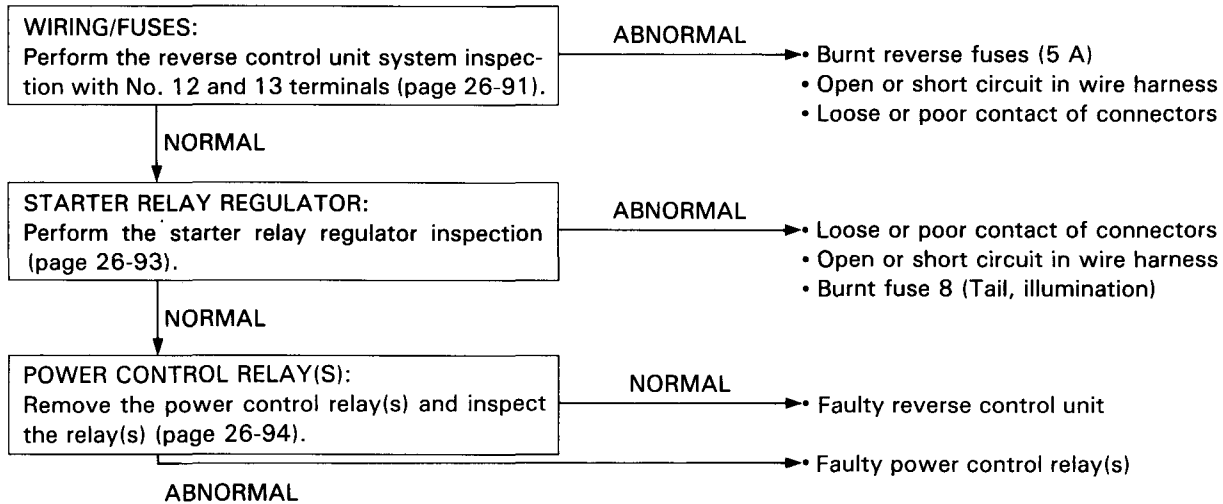 WIRING/FUSES:
Perform the reverse control unit system inspec-
tion with No. 12 and 13 terminals (page 26-91).
ABNORMAL
• Burnt reverse fuses (5 A)
• Open or short circuit in wire harness
• Loose or poor contact of connectors
NORMAL
STARTER RELAY REGULATOR:
Perform the starter relay regulator inspection
(page 26-93).
ABNORMAL
• Loose or poor contact of connectors
• Open or short circuit in wire harness
• Burnt fuse 8 (Tail, illumination)
NORMAL
POWER CONTROL RELAY(S):
Remove the power control relay(s) and inspect
the relay(s) (page 26-94).
NORMAL
• Faulty reverse control unit
• Faulty power control relay(s)
ABNORMAL